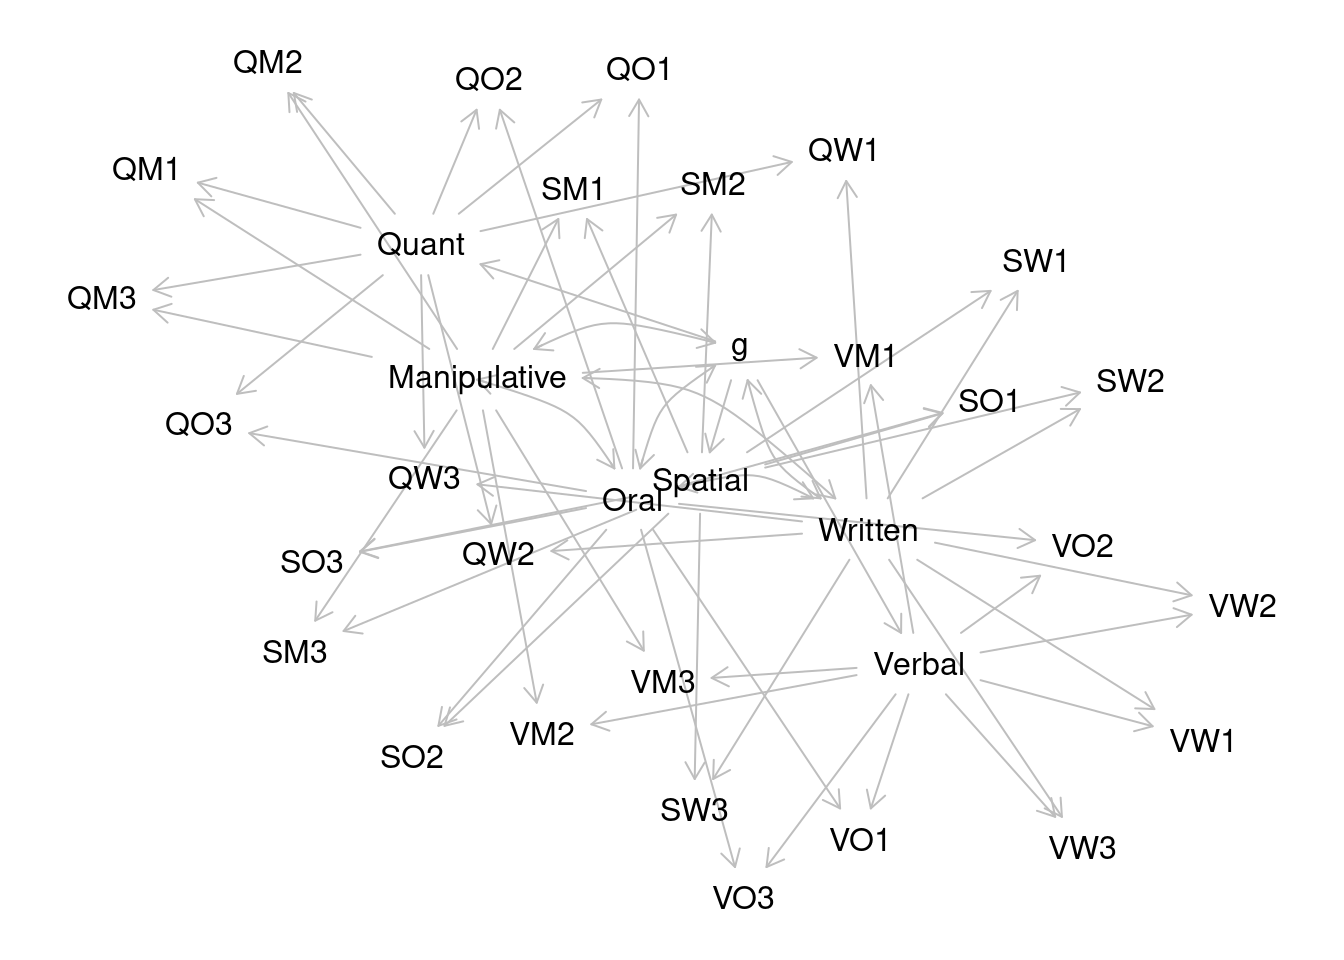 QM2
QO2
QO1
QW1
QM1
SM1
SM2
Quant
SW1
QM3
g
VM1
Manipulative
SW2
SO1
QO3
QW3
Spatial
Oral
Written
VO2
SO3
QW2
VW2
SM3
Verbal
VM3
VM2
VW1
SO2
SW3
VO1
VW3
VO3